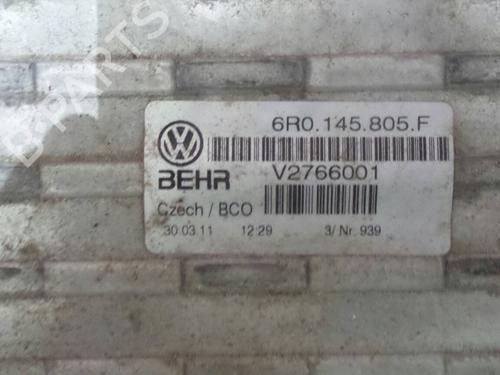 B-PARTS
6R0.145.805.F
BEHR V2766001
Czech / BCO
30.03.11 12:29 3/ Nr. 939